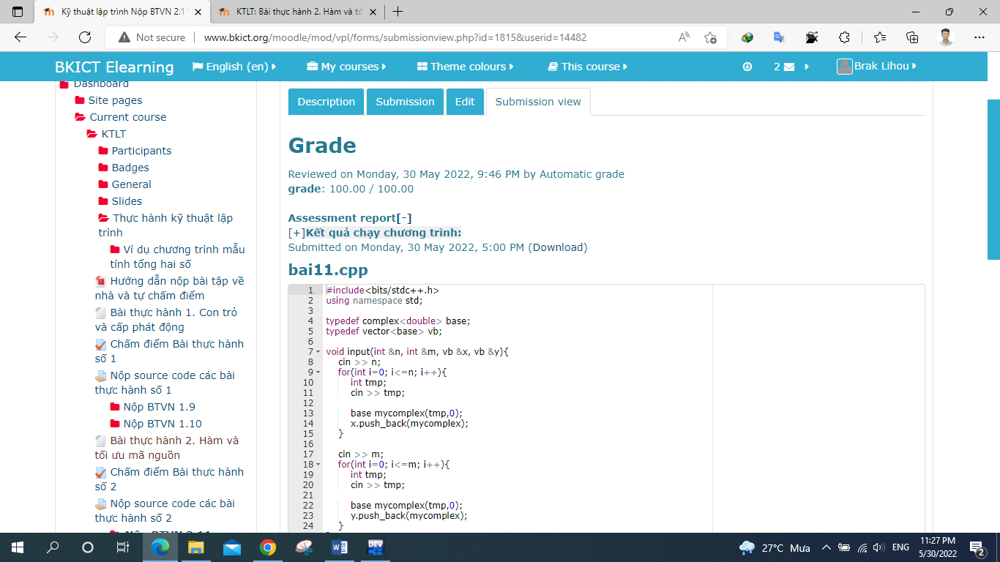 Kỹ thuật lập trình Nộp BTVN 2.11
KTLT: Bài thực hành 2. Hàm và tố
Not secure
www.bkict.org/moodle/mod/vpl/forms/submissionview.php?id=1815&userid=14482
BKICT Elearning
English (en)
My courses
Theme colours
This course
2
Brak Lihou
Dashboard
Site pages
Current course
KTLT
Participants
Badges
General
Slides
Thực hành kỹ thuật lập
trình
Ví dụ chương trình mẫu
tính tổng hai số
Hướng dẫn nộp bài tập về
nhà và tự chấm điểm
Bài thực hành 1. Con trỏ
và cấp phát động
Chấm điểm Bài thực hành
số 1
Nộp source code các bài
thực hành số 1
Nộp BTVN 1.9
Nộp BTVN 1.10
Bài thực hành 2. Hàm và
tối ưu mã nguồn
Chấm điểm Bài thực hành
số 2
Nộp source code các bài
thực hành số 2
Nộp BTVN 2.11
Description
Submission
Edit
Submission view
Grade
Reviewed on Monday, 30 May 2022, 9:46 PM by Automatic grade
grade: 100.00 / 100.00
Assessment report[-]
[+]Kết quả chạy chương trình:
Submitted on Monday, 30 May 2022, 5:00 PM (Download)
bai11.cpp
1 #include<bits/stdc++.h>
2 using namespace std;
3
4 typedef complex<double> base;
5 typedef vector<base> vb;
6
7 void input(int &n, int &m, vb &x, vb &y){
8 cin >> n;
9 for(int i=0; i<=n; i++){
10 int tmp;
11 cin >> tmp;
12
13 base mycomplex(tmp,0);
14 x.push_back(mycomplex);
15 }
16
17 cin >> m;
18 for(int i=0; i<=m; i++){
19 int tmp;
20 cin >> tmp;
21
22 base mycomplex(tmp,0);
23 y.push_back(mycomplex);
24 }
DEV
27°C Mưa
ENG
11:27 PM
5/30/2022
2